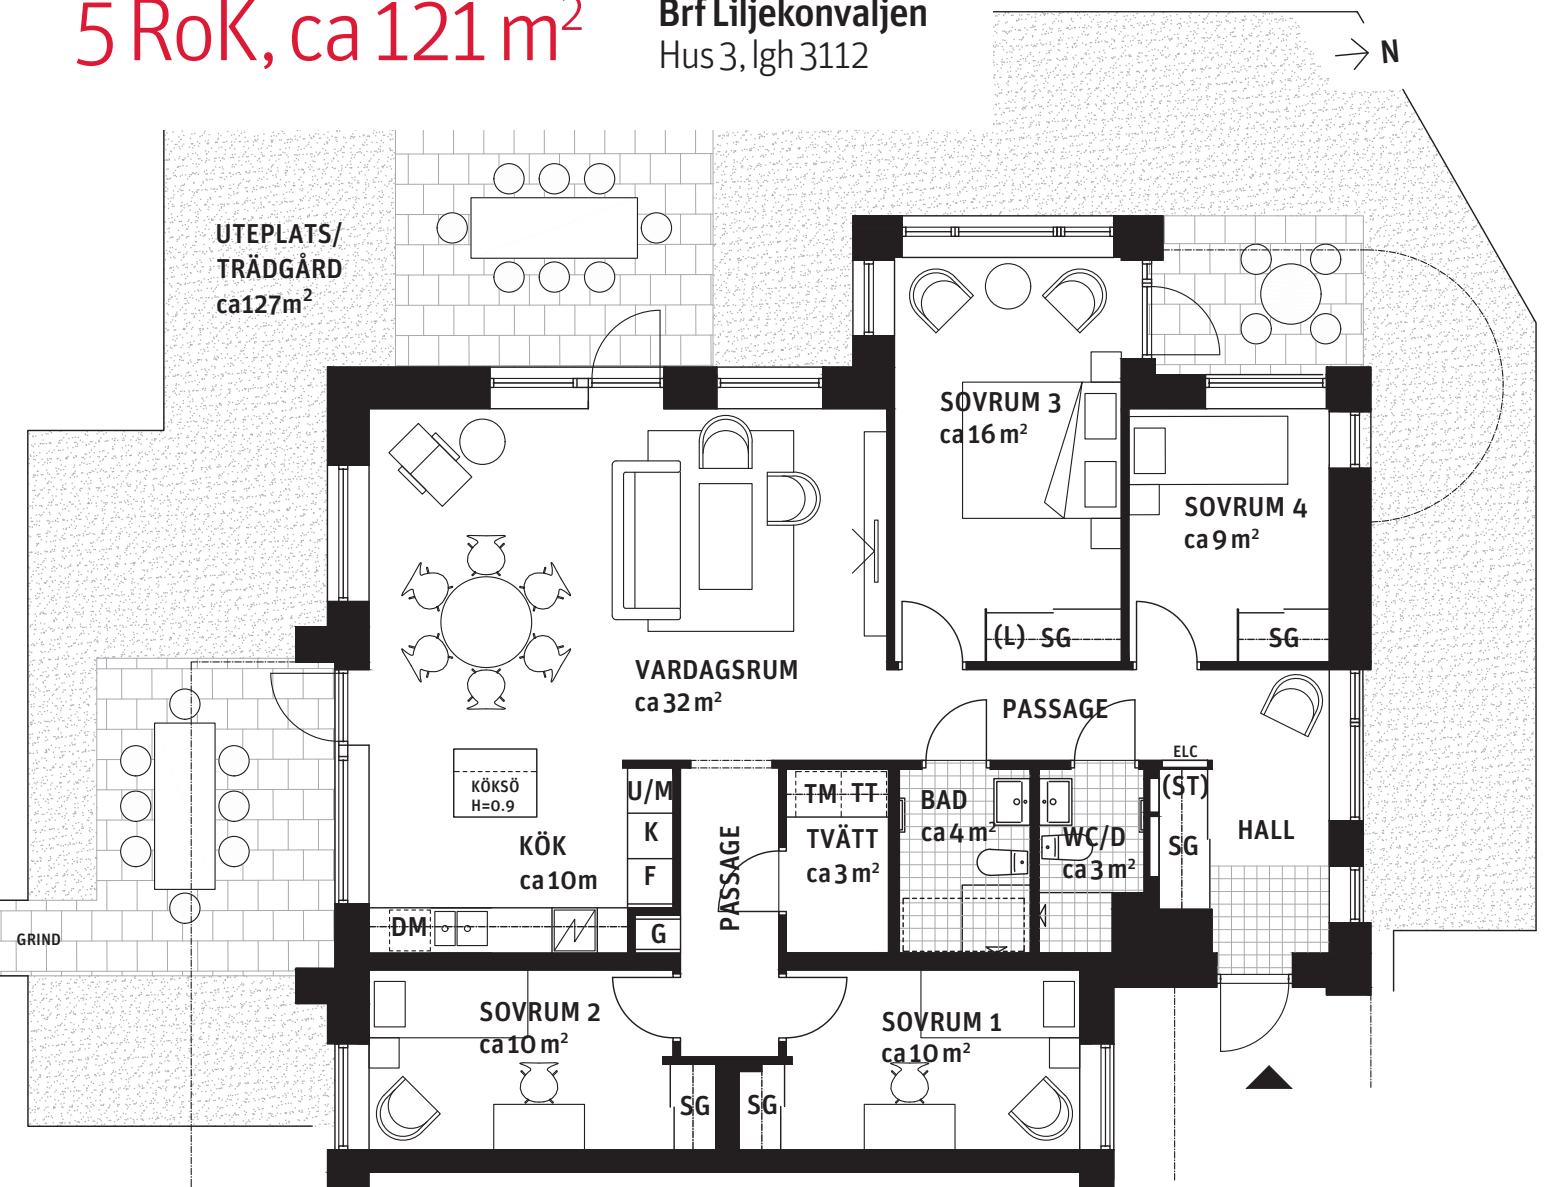 5 RoK, ca 121 m²
Brf Liljekonvaljen
Hus 3, lgh 3112
N
UTEPLATS/
TRÄDGÅRD
ca127m²
SOVRUM 3
ca 16 m²
SOVRUM 4
ca 9 m²
(L) SG
SG
VARDAGSRUM
ca 32 m²
PASSAGE
ELC
(ST)
SG
HALL
KÖKSÖ
H=0.9
U/M
K
F
G
KÖK
ca 10m
DM
PASSAGE
TM TT
TVÄTT
ca 3 m²
BAD
ca 4 m²
WC/D
ca 3 m²
GRIND
SOVRUM 2
ca 10 m²
SOVRUM 1
ca 10 m²
SG
SG